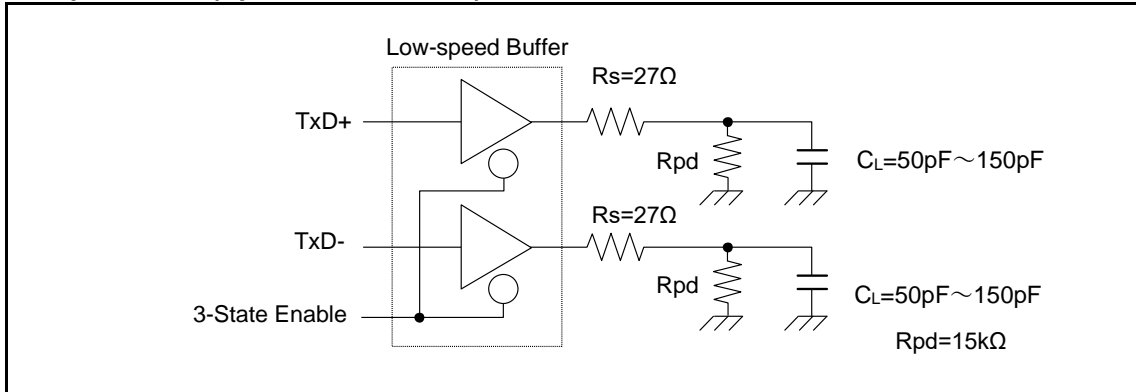 Low-speed Buffer
Rs=27Ω
TxD+
Rpd
CL=50pF～150pF
Rs=27Ω
TxD-
Rpd
CL=50pF～150pF
3-State Enable
Rpd=15kΩ